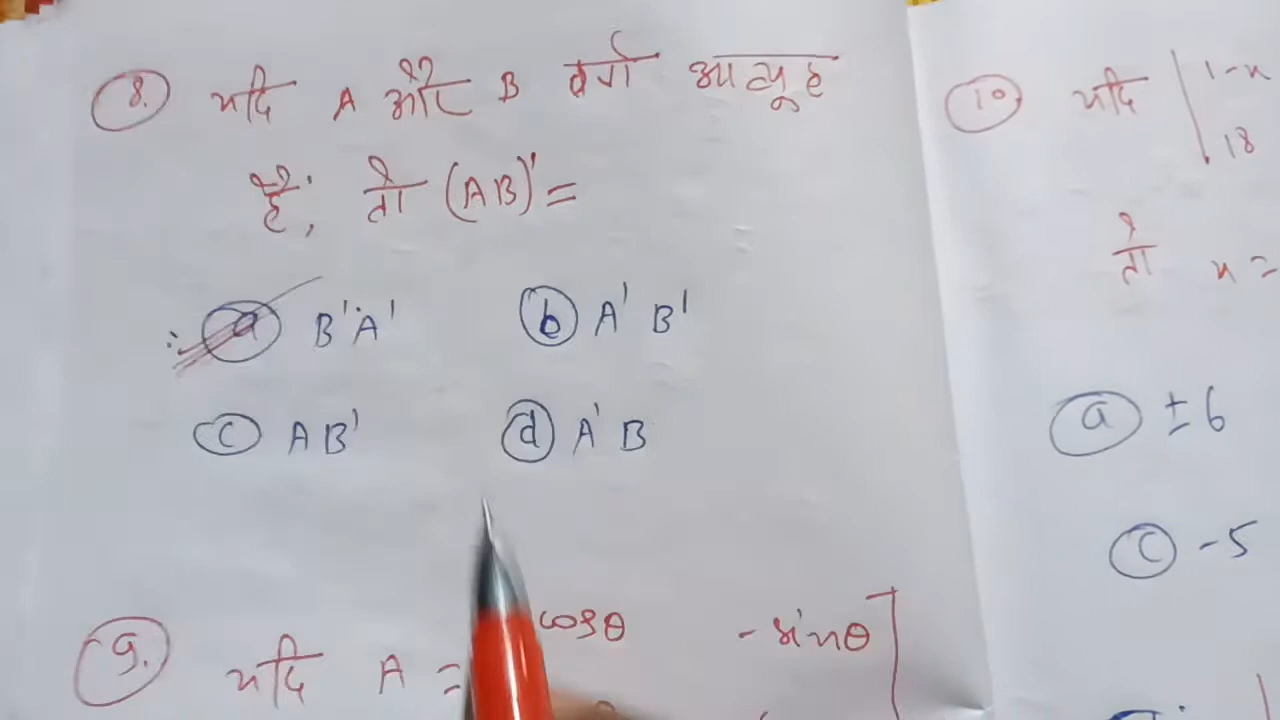 8. यदि A और B वर्ग आव्यूह
हैं, तो (AB)' =
a B'A' b A' B'
c AB' d A' B
9. यदि A = cosθ -sinθ
10 यदि 1-x
18
तो x =
a ±6
c -5